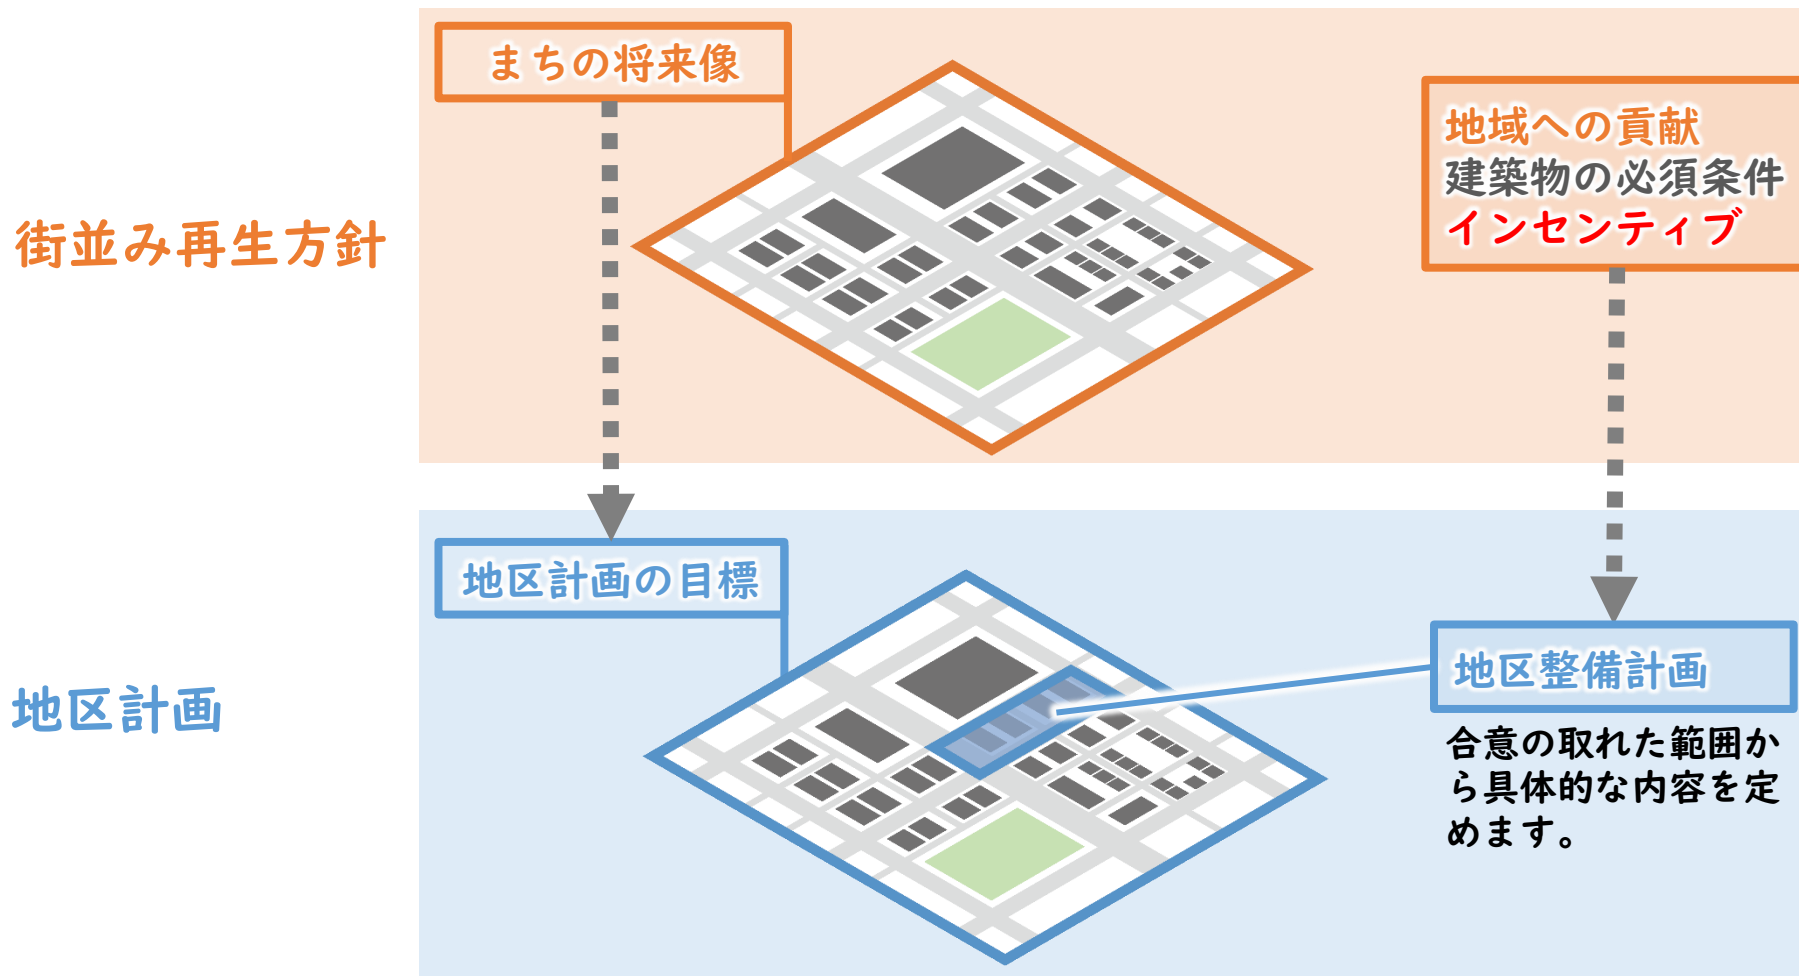 まちの将来像
地域への貢献
建築物の必須条件
インセンティブ
街並み再生方針
地区計画の目標
地区整備計画
地区計画
合意の取れた範囲か
ら具体的な内容を定
めます。